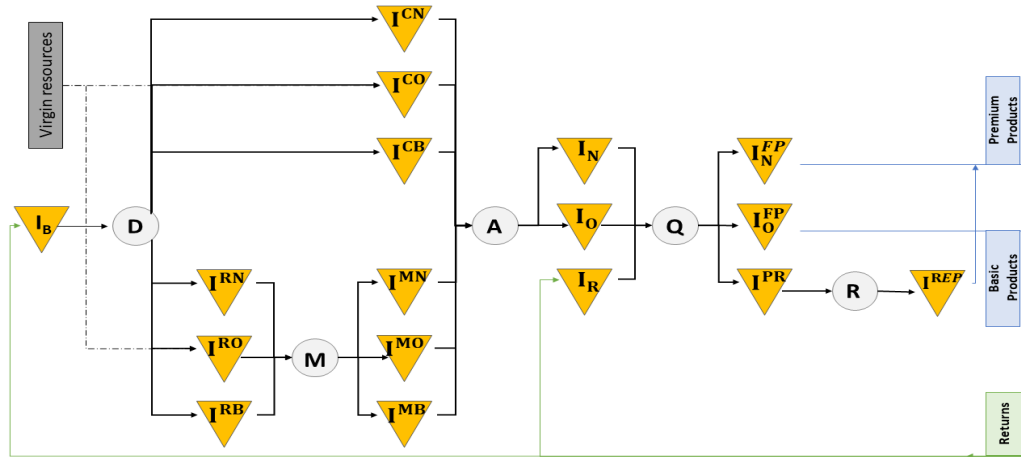 Virgin resources
I_B
D
I^CN
I^CO
I^CB
I^RN
I^RO
I^RB
M
I^MN
I^MO
I^MB
A
I_N
I_O
I_R
Q
I_N^FP
I_O^FP
I^PR
R
I^REP
Premium
Products
Basic
Products
Returns